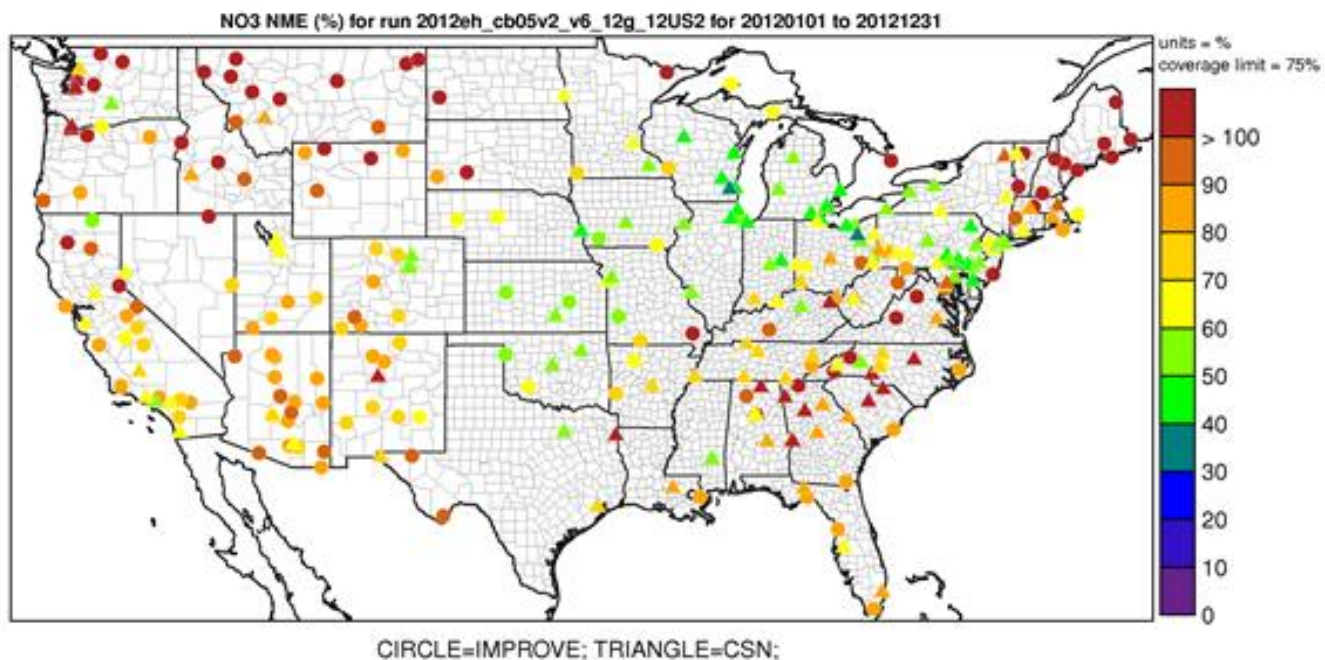 NO3 NME (%) for run 2012eh_cb05v2_v6_12g_12US2 for 20120101 to 20121231
units = %
coverage limit = 75%
> 100
90
80
70
60
50
40
30
20
10
0
CIRCLE=IMPROVE; TRIANGLE=CSN;